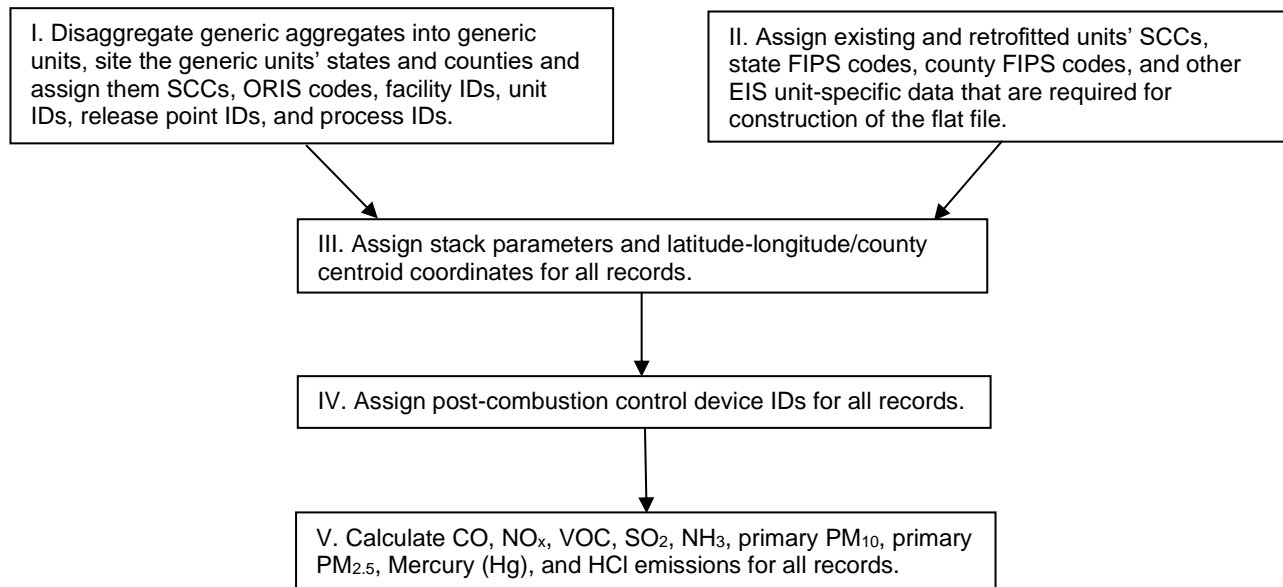 I. Disaggregate generic aggregates into generic
units, site the generic units’ states and counties and
assign them SCCs, ORIS codes, facility IDs, unit
IDs, release point IDs, and process IDs.
II. Assign existing and retrofitted units’ SCCs,
state FIPS codes, county FIPS codes, and other
EIS unit-specific data that are required for
construction of the flat file.
III. Assign stack parameters and latitude-longitude/county
centroid coordinates for all records.
IV. Assign post-combustion control device IDs for all records.
V. Calculate CO, NOₓ, VOC, SO₂, NH₃, primary PM₁₀, primary
PM₂.₅, Mercury (Hg), and HCl emissions for all records.